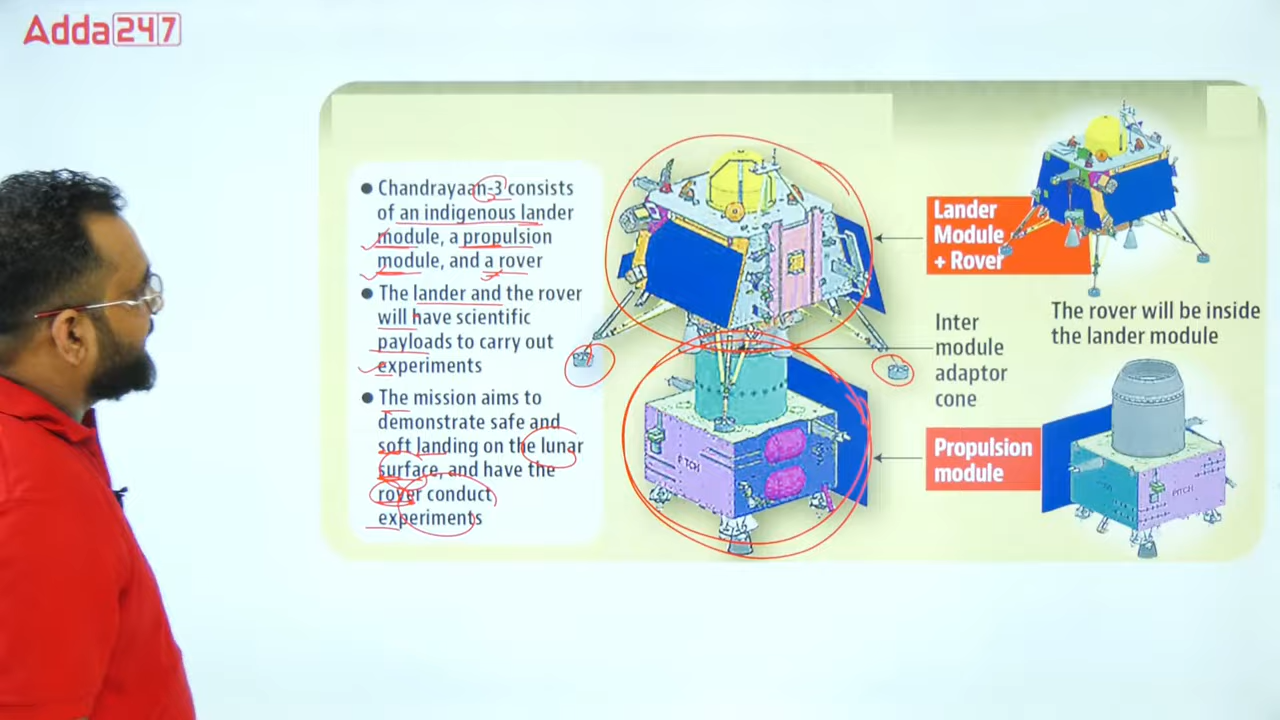 Adda247
Chandrayaan-3 consists
of an indigenous lander
module, a propulsion
module, and a rover
The lander and the rover
will have scientific
payloads to carry out
experiments
The mission aims to
demonstrate safe and
soft landing on the lunar
surface, and have the
rover conduct
experiments
PITCH
Lander
Module
+ Rover
The rover will be inside
the lander module
Inter
module
adaptor
cone
Propulsion
module
PITCH